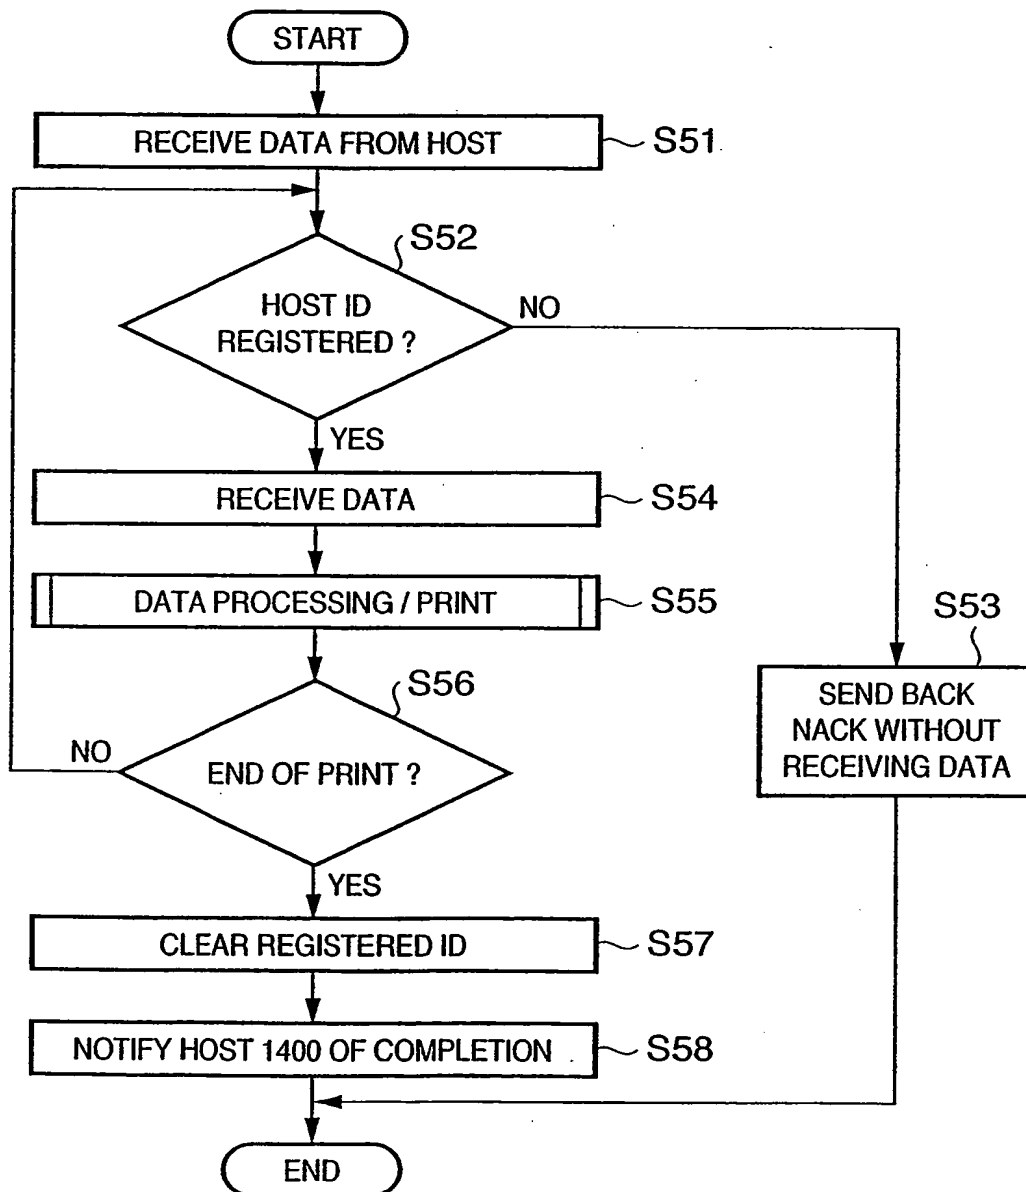 START
RECEIVE DATA FROM HOST
S51
S52
HOST ID
REGISTERED ?
NO
YES
RECEIVE DATA
S54
DATA PROCESSING / PRINT
S55
S53
SEND BACK
NACK WITHOUT
RECEIVING DATA
S56
NO
END OF PRINT ?
YES
CLEAR REGISTERED ID
S57
NOTIFY HOST 1400 OF COMPLETION
S58
END